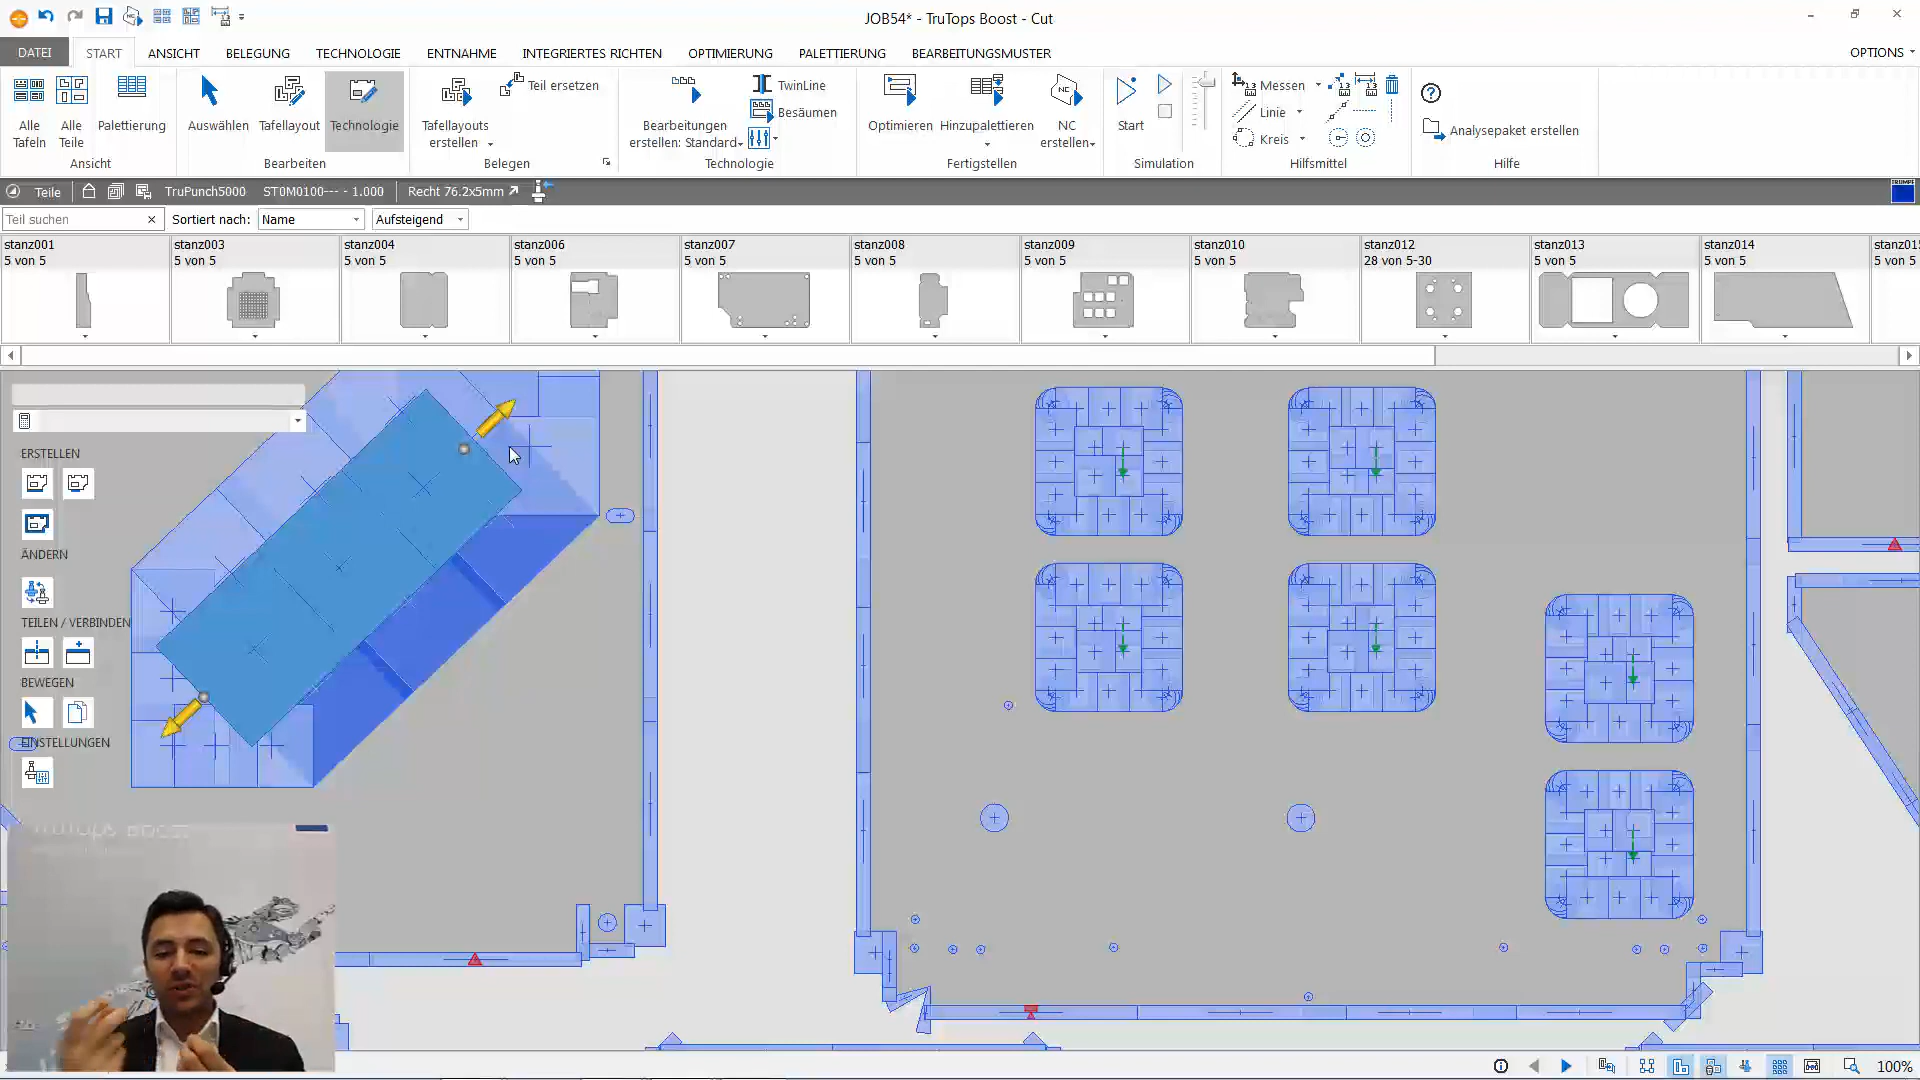 JOB54* - TruTops Boost - Cut
DATEI START ANSICHT BELEGUNG TECHNOLOGIE ENTNAHME INTEGRIERTES RICHTEN OPTIMIERUNG PALETTIERUNG BEARBEITUNGSMUSTER OPTIONS
Alle Tafeln
Alle Teile
Palettierung
Ansicht
Auswählen
Tafellayout
Technologie
Bearbeiten
Tafellayouts erstellen
Teil ersetzen
Belegen
Bearbeitungen erstellen: Standard
TwinLine
Besäumen
Technologie
Optimieren
Hinzupalettieren
NC
NC erstellen
Fertigstellen
Start
Simulation
Messen
Linie
Kreis
Hilfsmittel
Analysepaket erstellen
Hilfe
Teile TruPunch5000 ST0M0100--- - 1.000 Recht 76.2x5mm
TRUMPF
Teil suchen Sortiert nach: Name Aufsteigend
stanz001 stanz003 stanz004 stanz006 stanz007 stanz008 stanz009 stanz010 stanz012 stanz013 stanz014 stanz015
5 von 5 5 von 5 5 von 5 5 von 5 5 von 5 5 von 5 5 von 5 5 von 5 28 von 5-30 5 von 5 5 von 5 5 von 5
ERSTELLEN
ÄNDERN
TEILEN / VERBINDEN
BEWEGEN
EINSTELLUNGEN
TruTops Boost
100%